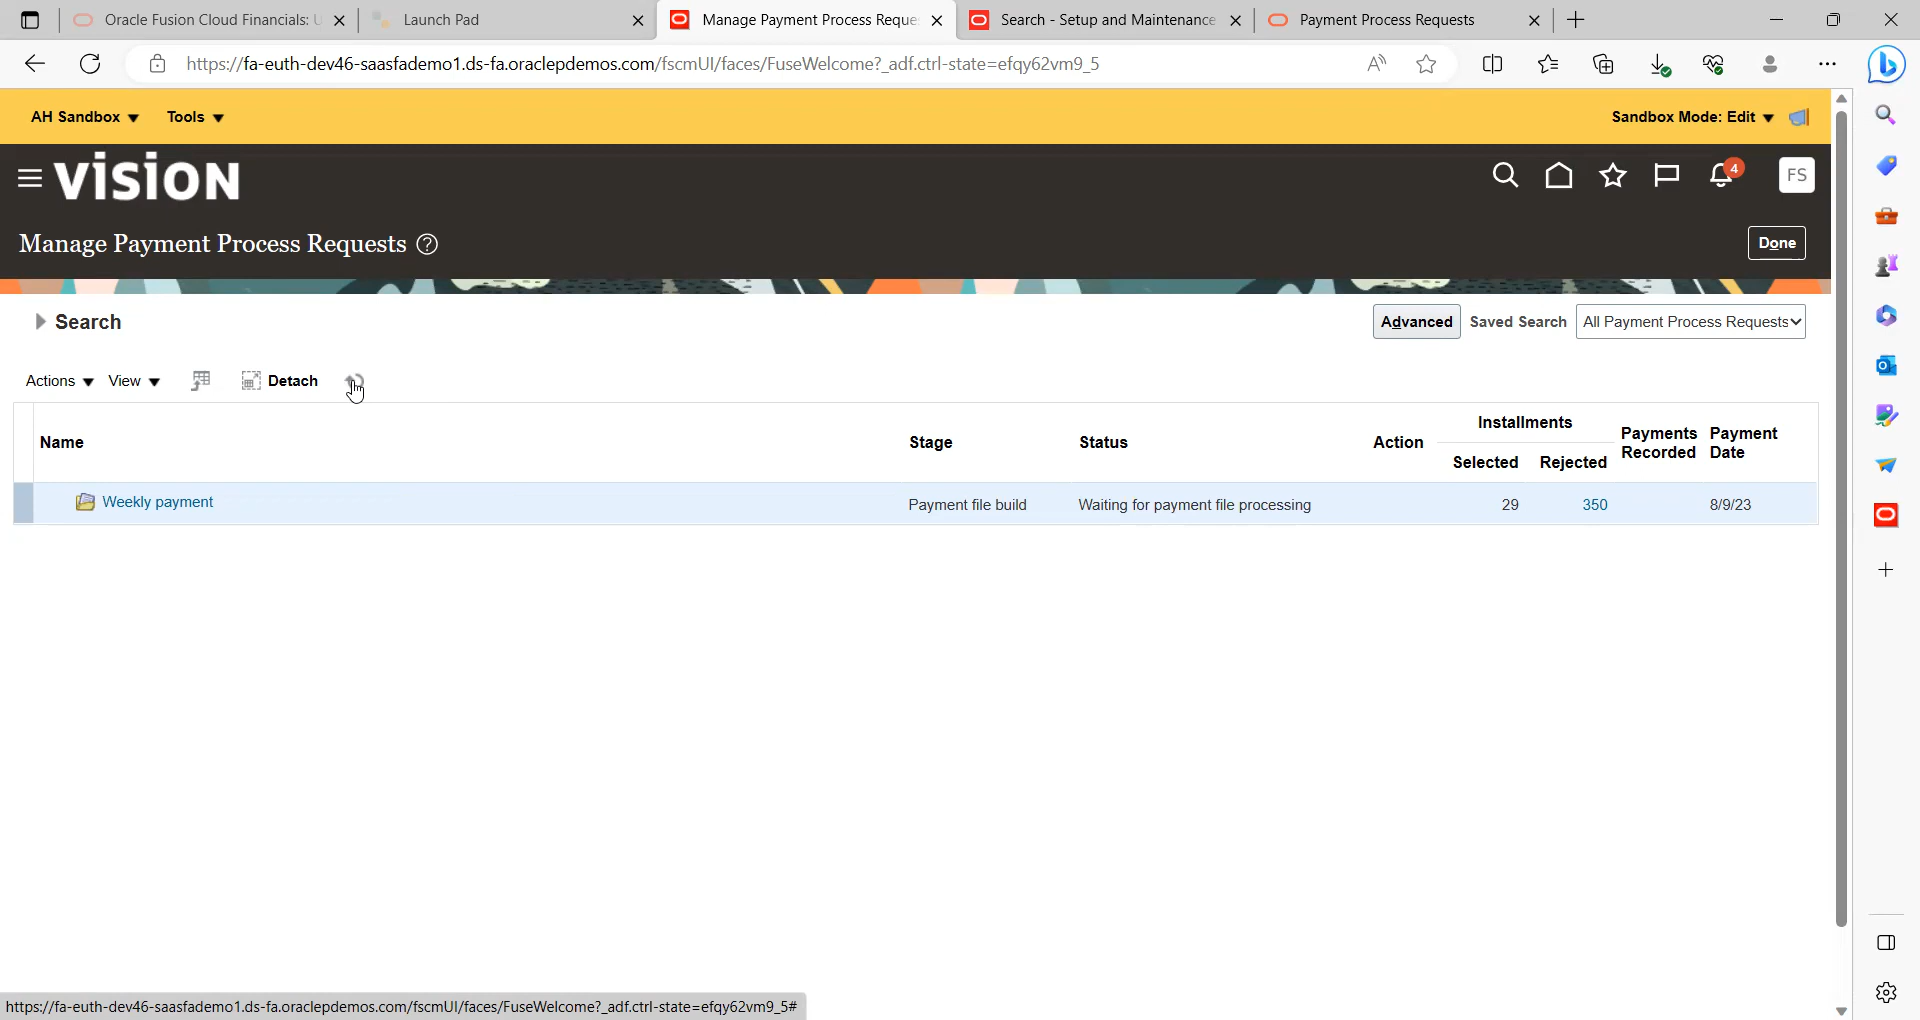 Oracle Fusion Cloud Financials: U
Launch Pad
Manage Payment Process Reque
Search - Setup and Maintenance
Payment Process Requests
https://fa-euth-dev46-saasfademo1.ds-fa.oraclepdemos.com/fscmUI/faces/FuseWelcome?_adf.ctrl-state=efqy62vm9_5
AH Sandbox
Tools
Sandbox Mode: Edit
VISION
4
FS
Manage Payment Process Requests ?
Done
Search
Advanced
Saved Search
All Payment Process Requests
Actions
View
Detach
Name
Stage
Status
Action
Installments
Selected
Rejected
Payments Recorded
Payment Date
Weekly payment
Payment file build
Waiting for payment file processing
29
350
8/9/23
https://fa-euth-dev46-saasfademo1.ds-fa.oraclepdemos.com/fscmUI/faces/FuseWelcome?_adf.ctrl-state=efqy62vm9_5#